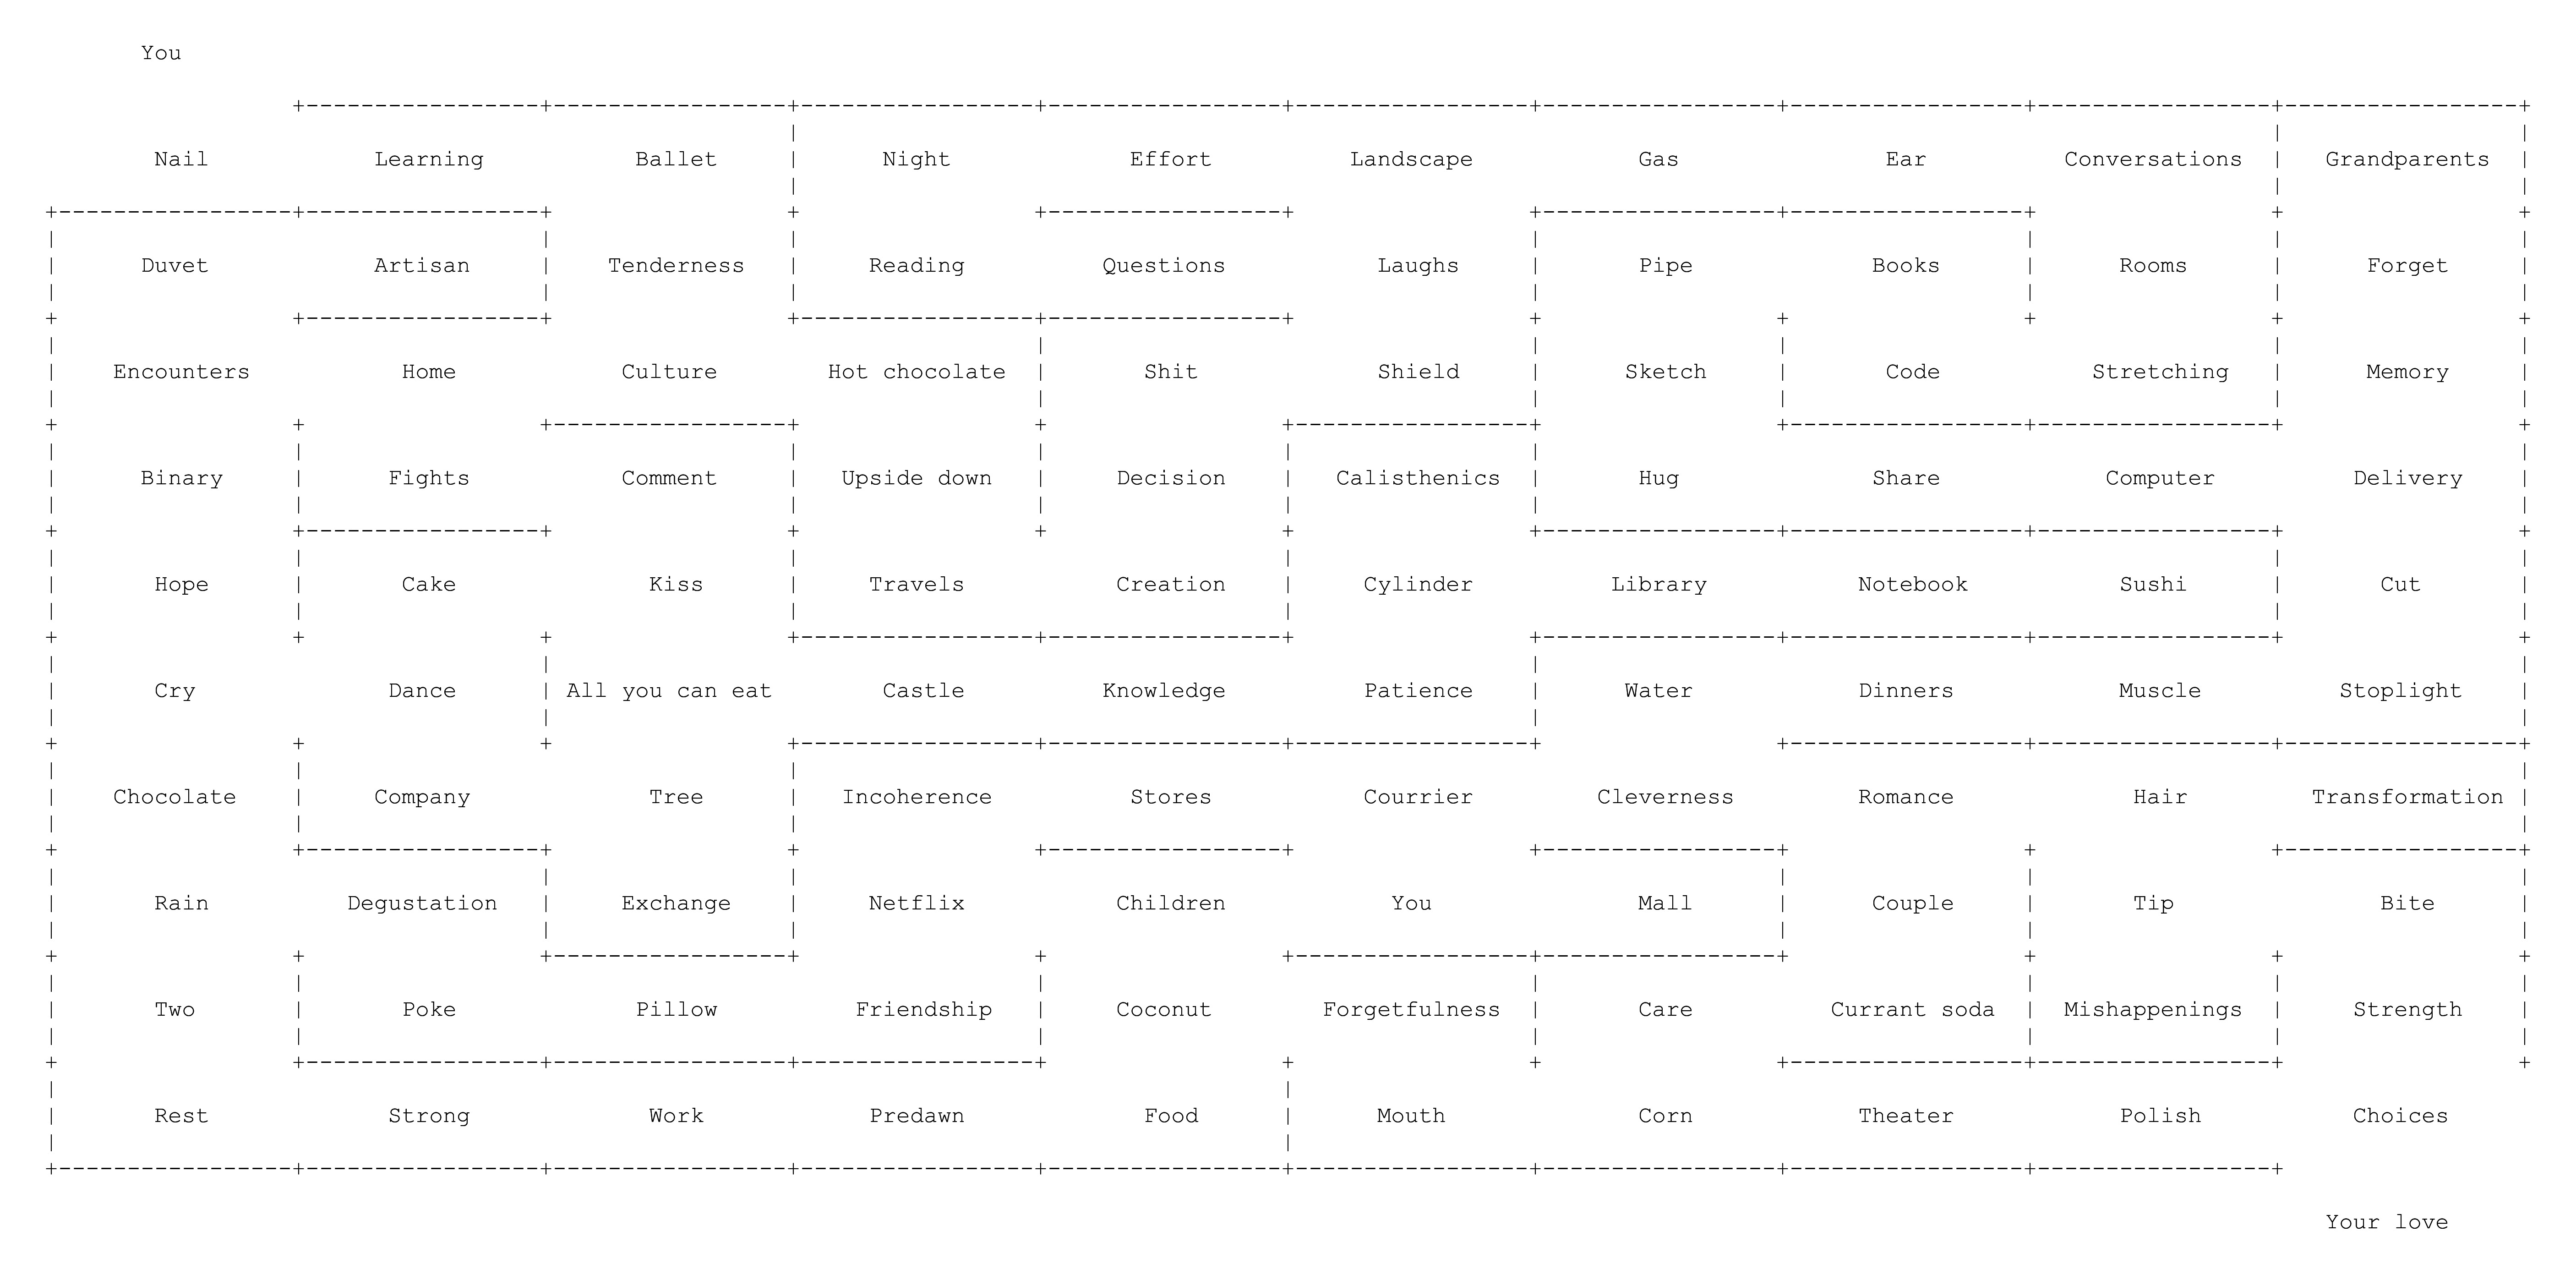 You
Nail Learning Ballet Night Effort Landscape Gas Ear Conversations Grandparents
Duvet Artisan Tenderness Reading Questions Laughs Pipe Books Rooms Forget
Encounters Home Culture Hot chocolate Shit Shield Sketch Code Stretching Memory
Binary Fights Comment Upside down Decision Calisthenics Hug Share Computer Delivery
Hope Cake Kiss Travels Creation Cylinder Library Notebook Sushi Cut
Cry Dance All you can eat Castle Knowledge Patience Water Dinners Muscle Stoplight
Chocolate Company Tree Incoherence Stores Courrier Cleverness Romance Hair Transformation
Rain Degustation Exchange Netflix Children You Mall Couple Tip Bite
Two Poke Pillow Friendship Coconut Forgetfulness Care Currant soda Mishappenings Strength
Rest Strong Work Predawn Food Mouth Corn Theater Polish Choices
Your love